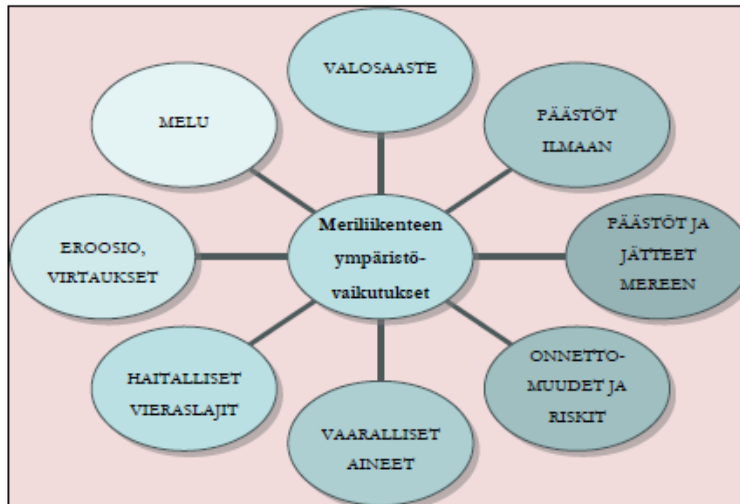 VALOSAASTE
MELU
PÄÄSTÖT
ILMAAN
EROOSIO,
VIRTAUKSET
Meriliikenteen
ympäristö-
vaikutukset
PÄÄSTÖT JA
JÄTTEET
MEREEN
HAITALLISET
VIERASLAJIT
ONNETTO-
MUUDET JA
RISKIT
VAARALLISET
AINEET